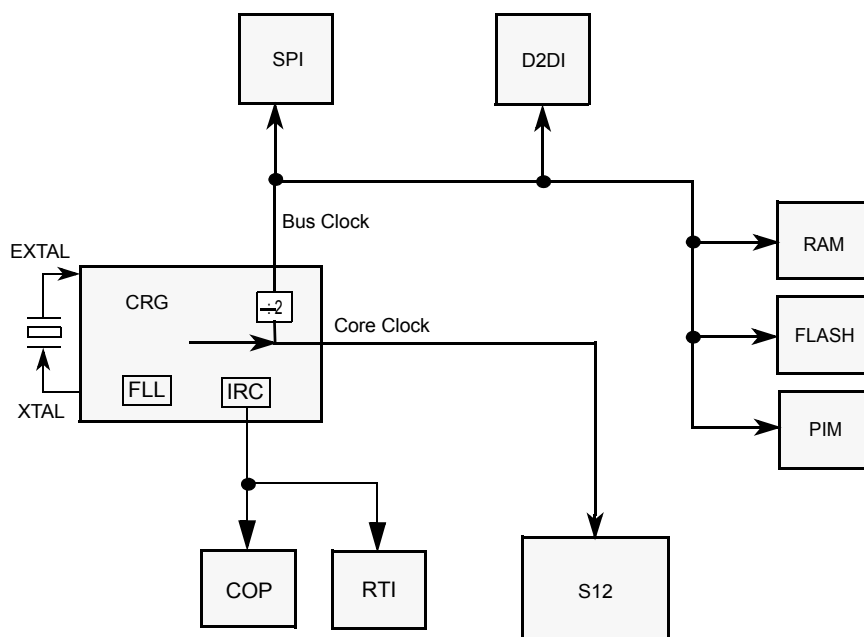 SPI
D2DI
Bus Clock
RAM
EXTAL
CRG
÷2
Core Clock
FLASH
FLL
IRC
XTAL
PIM
COP
RTI
S12